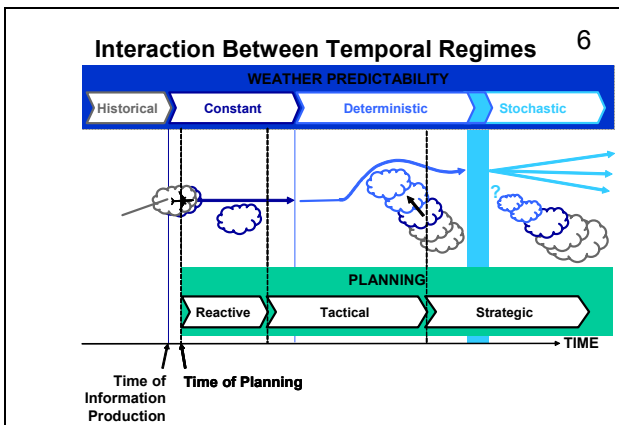 Interaction Between Temporal Regimes
6
WEATHER PREDICTABILITY
Historical
Constant
Deterministic
Stochastic
?
PLANNING
Reactive
Tactical
Strategic
TIME
Time of
Information
Production
Time of Planning